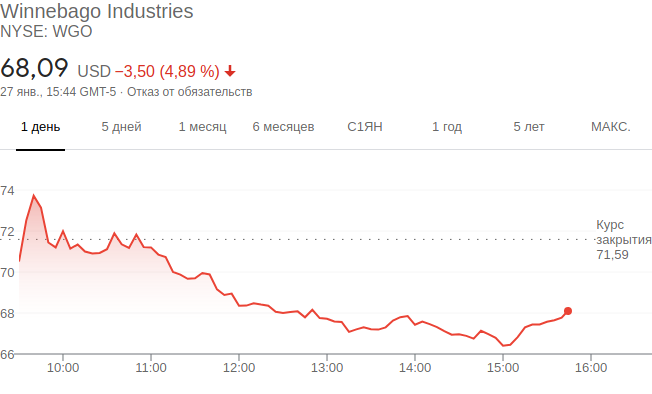 Winnebago Industries
NYSE: WGO
68,09 USD −3,50 (4,89 %)
27 янв., 15:44 GMT-5 · Отказ от обязательств
1 день 5 дней 1 месяц 6 месяцев С1ЯН 1 год 5 лет МАКС.
74
72
70
68
66
Курс
закрытия
71,59
10:00 11:00 12:00 13:00 14:00 15:00 16:00